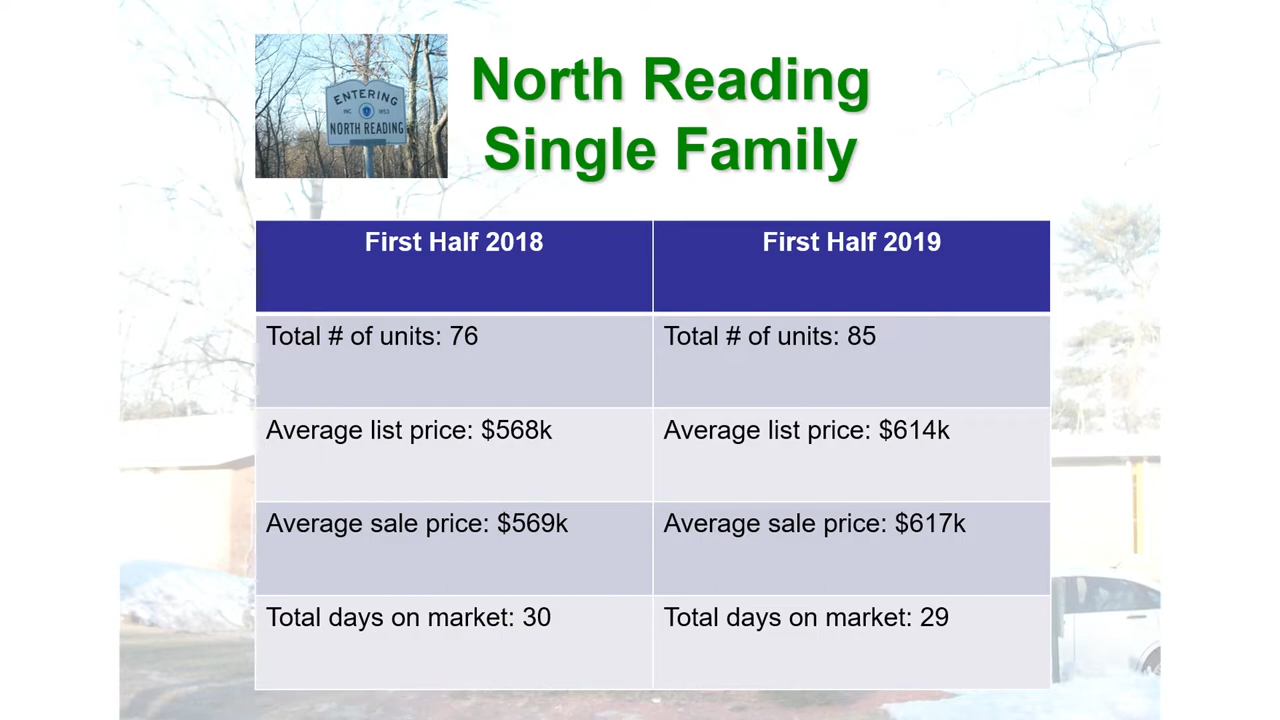 ENTERING
INC 1853
NORTH READING
North Reading
Single Family
First Half 2018
First Half 2019
Total # of units: 76
Total # of units: 85
Average list price: $568k
Average list price: $614k
Average sale price: $569k
Average sale price: $617k
Total days on market: 30
Total days on market: 29